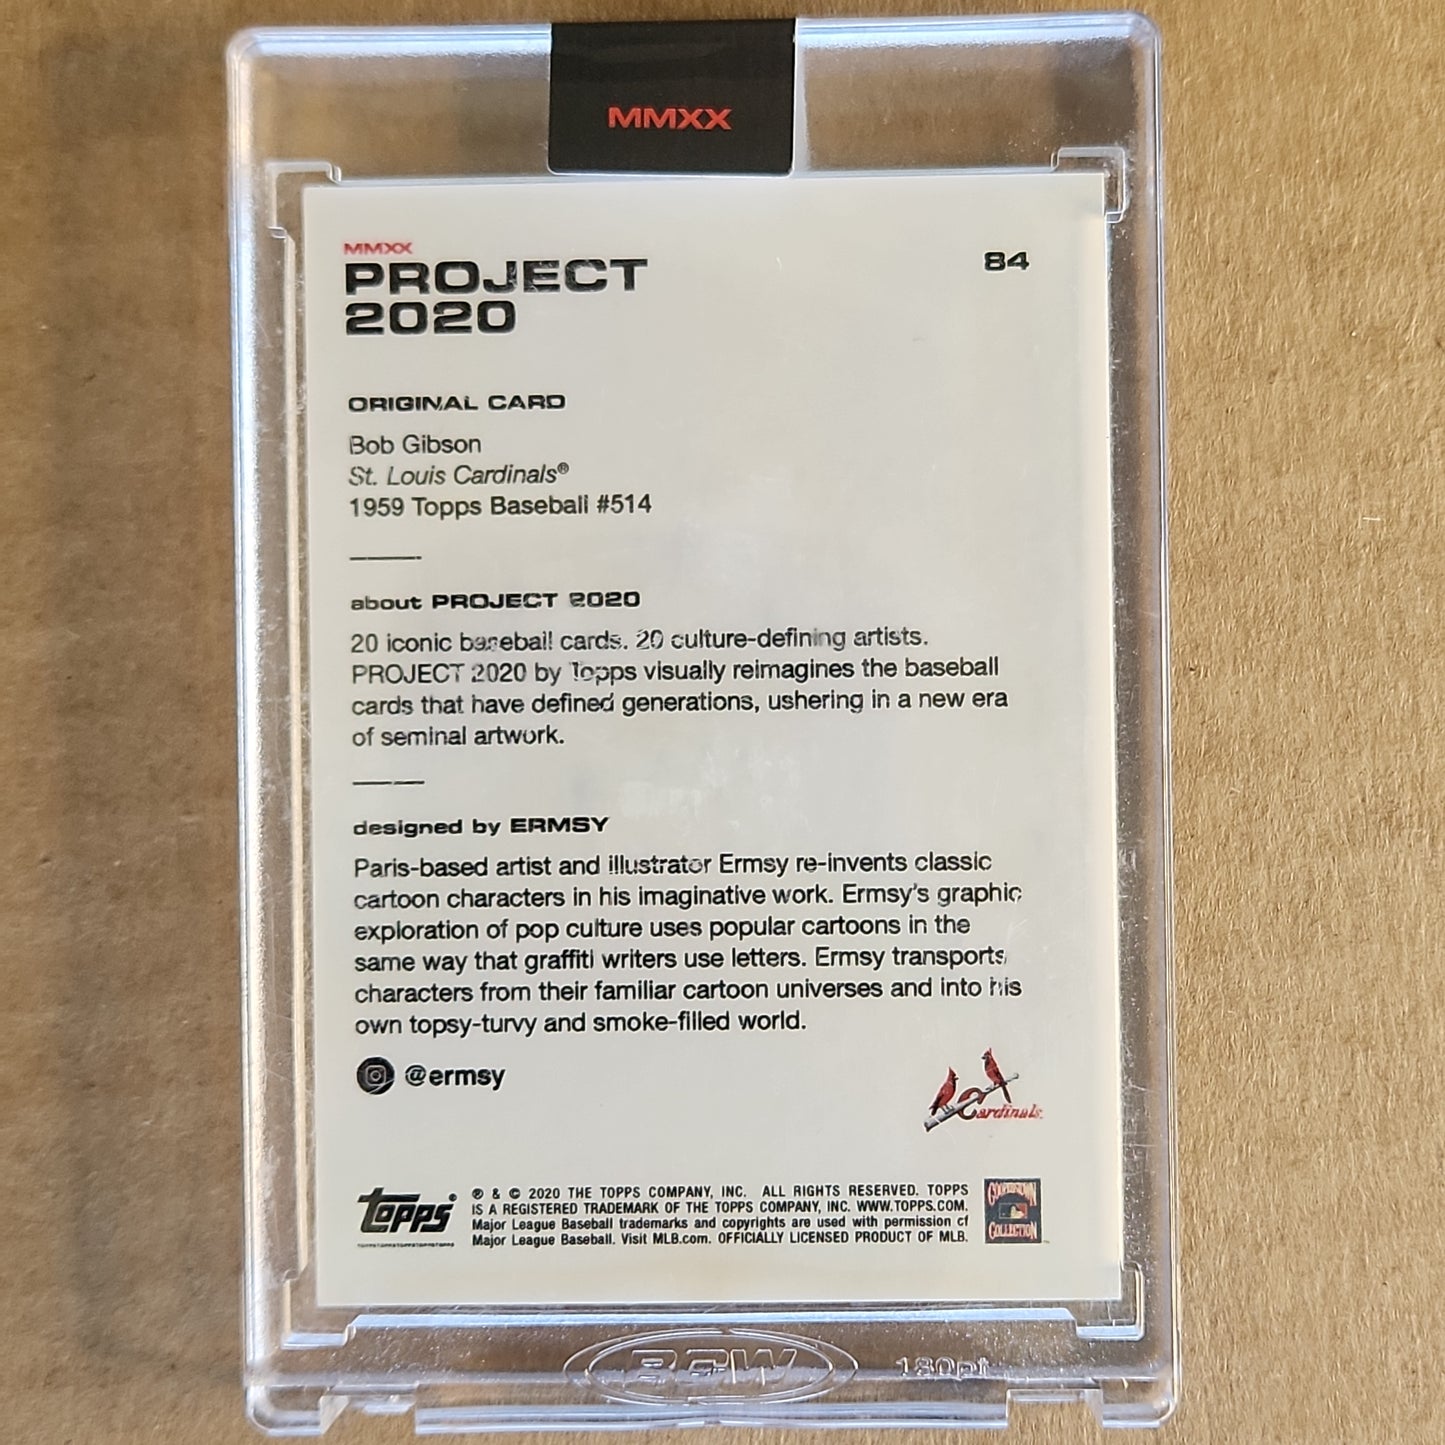 MMXX
MMXX
PROJECT
2020
84
ORIGINAL CARD
Bob Gibson
St. Louis Cardinals®
1959 Topps Baseball #514
about PROJECT 2020
20 iconic baseball cards. 20 culture-defining artists.
PROJECT 2020 by Topps visually reimagines the baseball
cards that have defined generations, ushering in a new era
of seminal artwork.
designed by ERMSY
Paris-based artist and illustrator Ermsy re-invents classic
cartoon characters in his imaginative work. Ermsy's graphic
exploration of pop culture uses popular cartoons in the
same way that graffiti writers use letters. Ermsy transports
characters from their familiar cartoon universes and into his
own topsy-turvy and smoke-filled world.
@ermsy
Cardinals
Topps®
® & © 2020 THE TOPPS COMPANY, INC. ALL RIGHTS RESERVED. TOPPS
IS A REGISTERED TRADEMARK OF THE TOPPS COMPANY, INC. WWW.TOPPS.COM.
Major League Baseball trademarks and copyrights are used with permission of
Major League Baseball. Visit MLB.com. OFFICIALLY LICENSED PRODUCT OF MLB.
COOPERSTOWN
COLLECTION
BCW
180pt